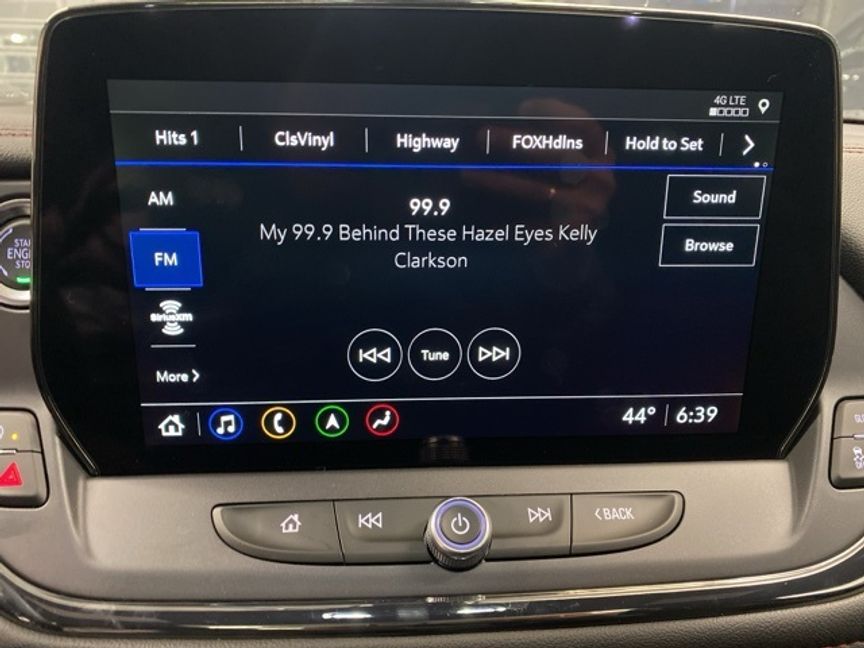 4G LTE
Hits 1
ClsVinyl
Highway
FOXHdlns
Hold to Set
AM
99.9
Sound
My 99.9 Behind These Hazel Eyes Kelly
Clarkson
Browse
FM
SiriusXM
Tune
More
44° 6:39
BACK